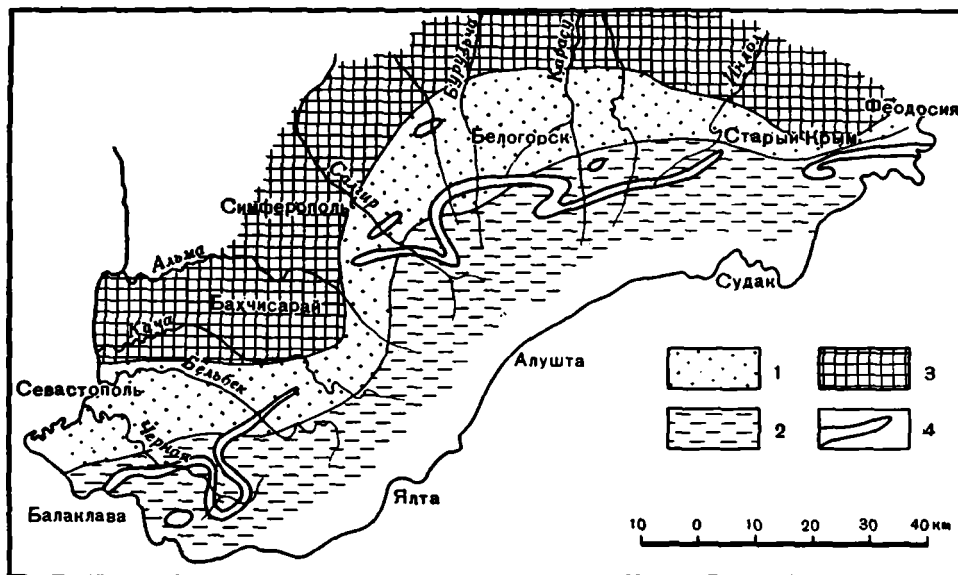 Бурульча
Карасу
Индол
Феодосия
Белогорск
Старый Крым
Салгир
Симферополь
Альма
Бахчисарай
Судак
Кача
Алушта
Бельбек
1
3
Севастополь
2
4
Черная
Ялта
Балаклава
10 0 10 20 30 40 км